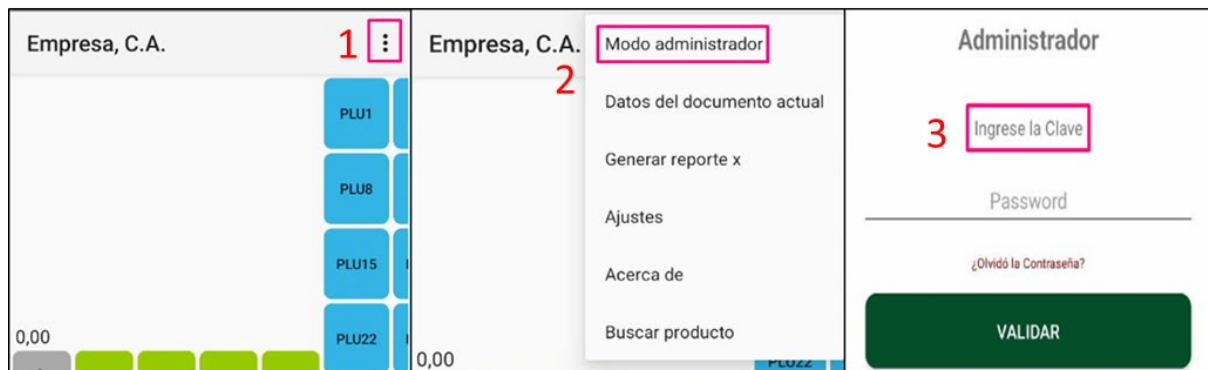 Empresa, C.A.
1
PLU1
PLU8
PLU15
PLU22
0,00
Empresa, C.A.
2
Modo administrador
Datos del documento actual
Generar reporte x
Ajustes
Acerca de
Buscar producto
0,00
PLU22
Administrador
3
Ingrese la Clave
Password
¿Olvidó la Contraseña?
VALIDAR